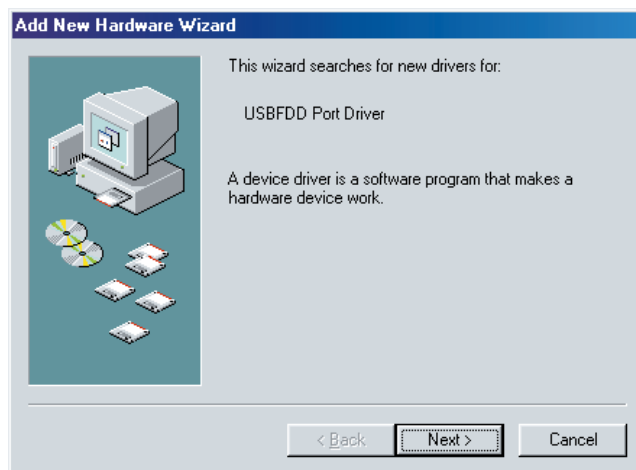 Add New Hardware Wizard
This wizard searches for new drivers for:
USBFDD Port Driver
A device driver is a software program that makes a
hardware device work.
< Back
Next >
Cancel